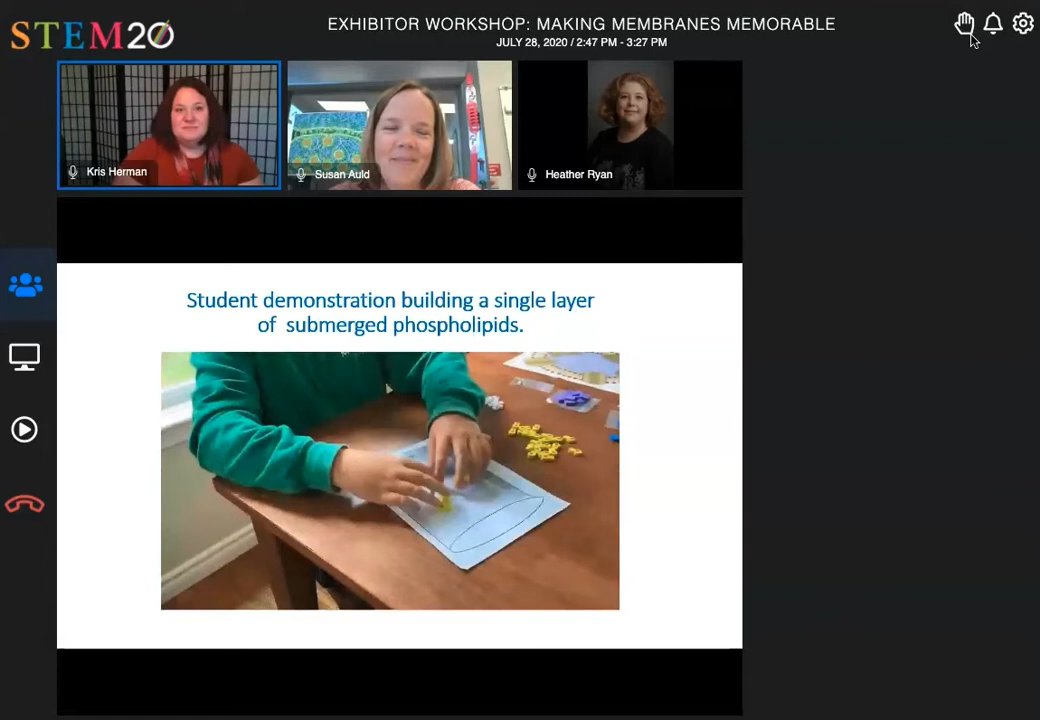 STEM20
EXHIBITOR WORKSHOP: MAKING MEMBRANES MEMORABLE
JULY 28, 2020 / 2:47 PM - 3:27 PM
Kris Herman
Susan Auld
Heather Ryan
Student demonstration building a single layer
of submerged phospholipids.